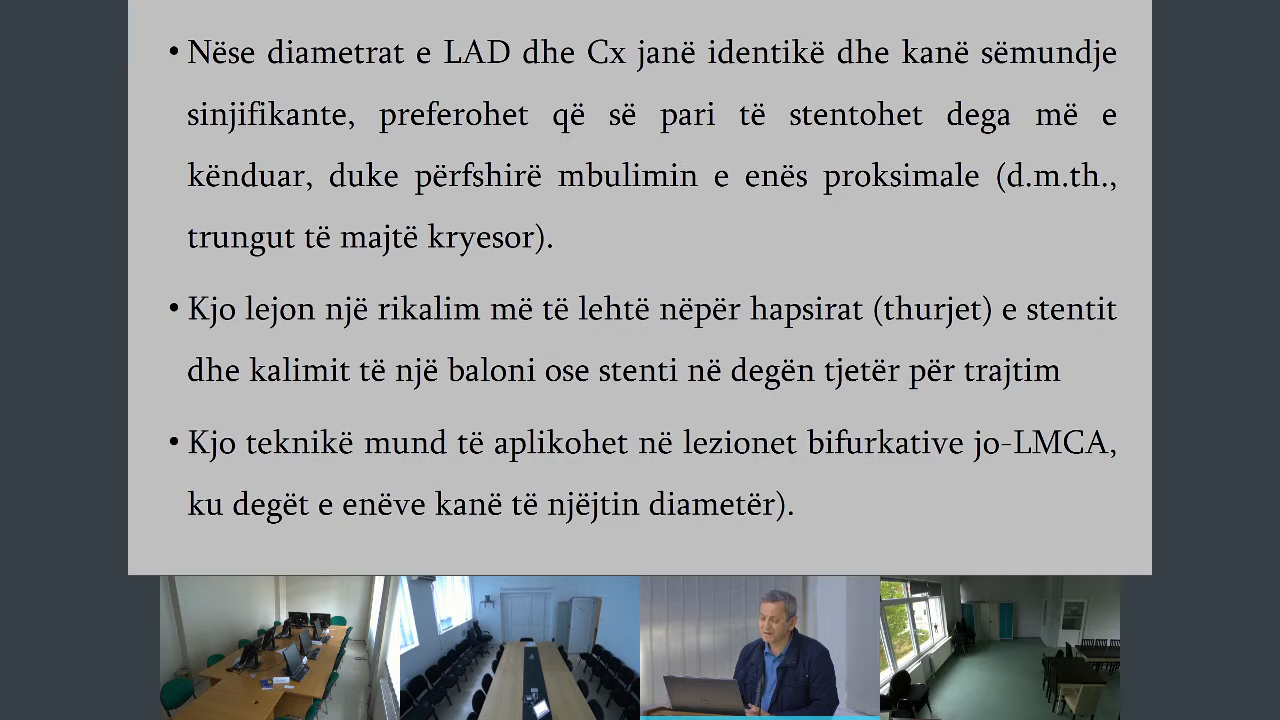 • Nëse diametrat e LAD dhe Cx janë identikë dhe kanë sëmundje
sinjifikante, preferohet që së pari të stentohet dega më e
kënduar, duke përfshirë mbulimin e enës proksimale (d.m.th.,
trungut të majtë kryesor).
• Kjo lejon një rikalim më të lehtë nëpër hapsirat (thurjet) e stentit
dhe kalimit të një baloni ose stenti në degën tjetër për trajtim
• Kjo teknikë mund të aplikohet në lezionet bifurkative jo-LMCA,
ku degët e enëve kanë të njëjtin diametër).